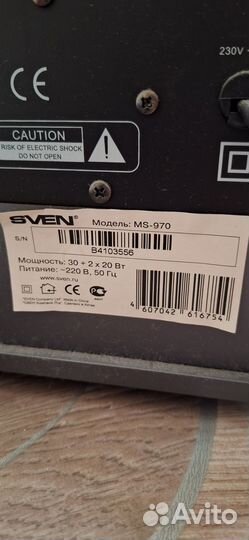 230V~
CE
CAUTION
RISK OF ELECTRIC SHOCK
DO NOT OPEN
SVEN Модель: MS-970
S/N
B4103556
Мощность: 30 + 2 x 20 Вт
Питание: ~220 В, 50 Гц
www.sven.ru
4 607042 616754
Avito